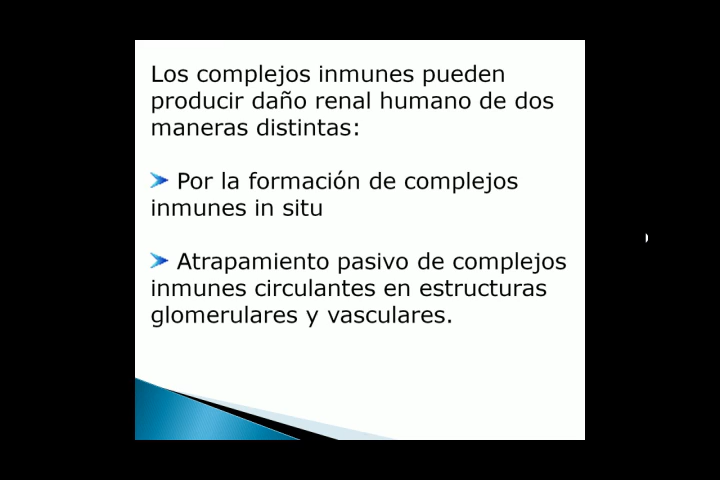 Los complejos inmunes pueden
producir daño renal humano de dos
maneras distintas:
Por la formación de complejos
inmunes in situ
Atrapamiento pasivo de complejos
inmunes circulantes en estructuras
glomerulares y vasculares.